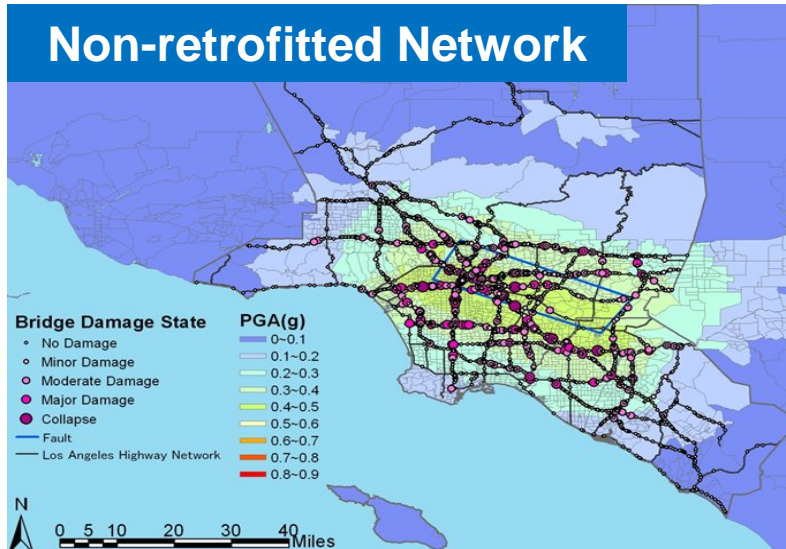 Non-retrofitted Network
Bridge Damage State
No Damage
Minor Damage
Moderate Damage
Major Damage
Collapse
Fault
Los Angeles Highway Network
PGA(g)
0~0.1
0.1~0.2
0.2~0.3
0.3~0.4
0.4~0.5
0.5~0.6
0.6~0.7
0.7~0.8
0.8~0.9
N
0 5 10 20 30 40 Miles